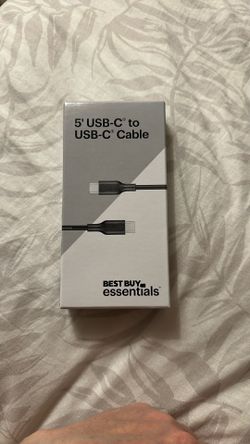 5' USB-C® to
USB-C® Cable
BEST BUY
essentials™